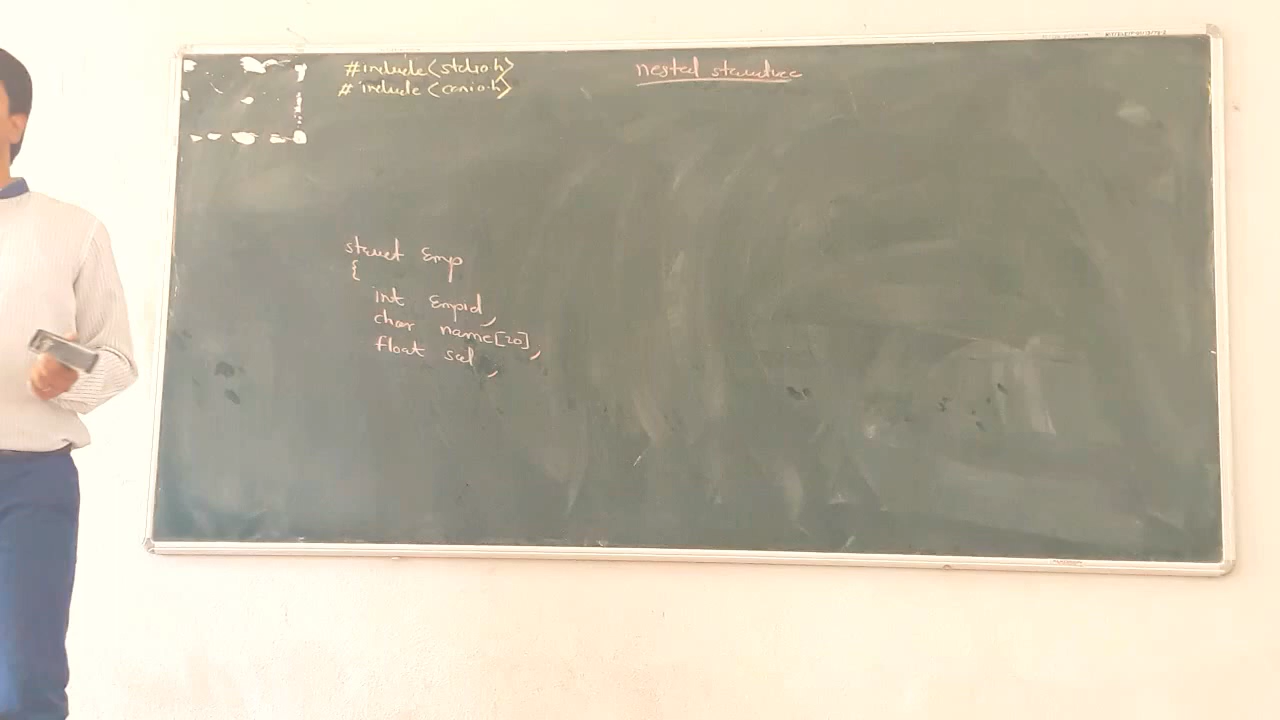 #include<stdio.h>
#include<conio.h>
nested structure
struct Emp
{
int Empid;
char name[20];
float sal;